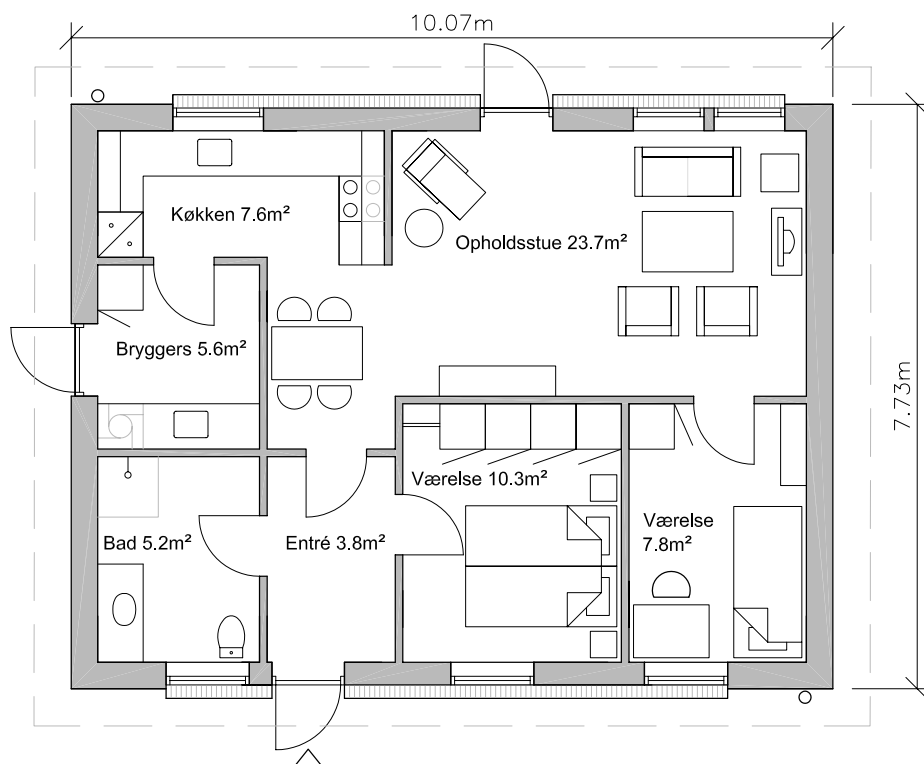 10.07m
Køkken 7.6m²
Opholdsstue 23.7m²
Bryggers 5.6m²
7.73m
Værelse 10.3m²
Værelse
7.8m²
Bad 5.2m²
Entré 3.8m²